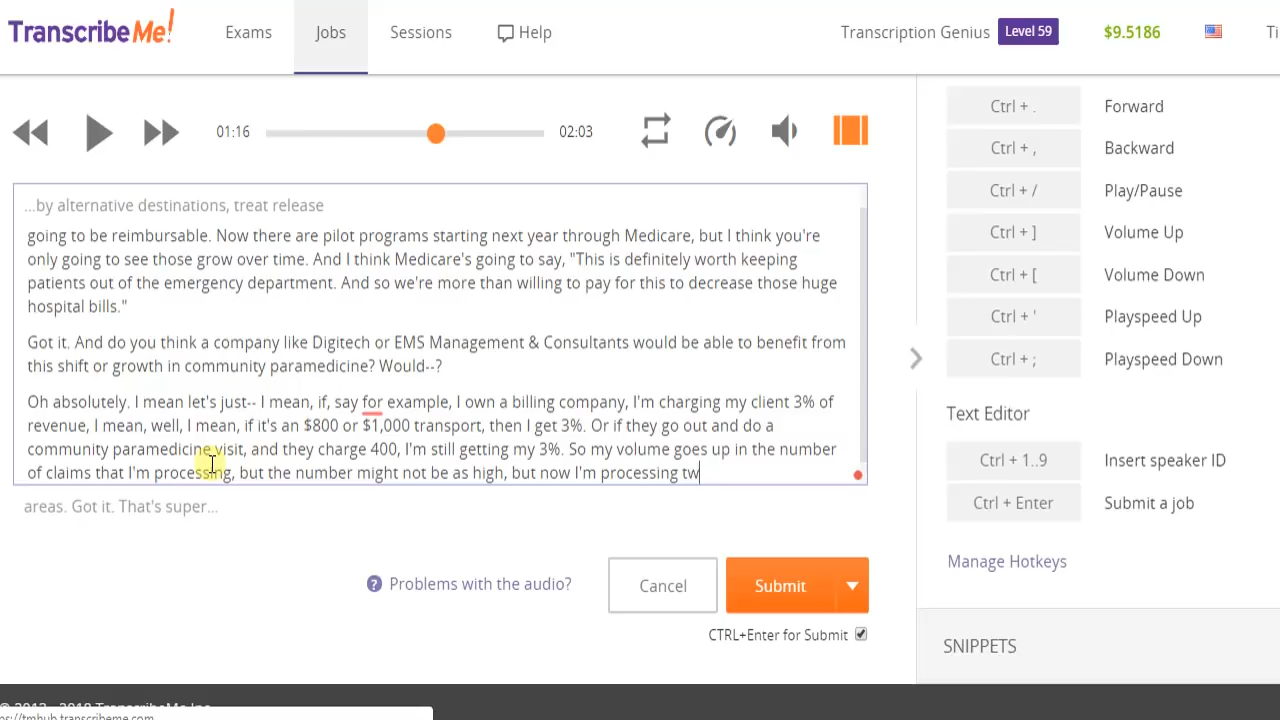 TranscribeMe!
Exams
Jobs
Sessions
Help
Transcription Genius
Level 59
$9.5186
Ti
01:16
02:03
...by alternative destinations, treat release
going to be reimbursable. Now there are pilot programs starting next year through Medicare, but I think you're
only going to see those grow over time. And I think Medicare's going to say, "This is definitely worth keeping
patients out of the emergency department. And so we're more than willing to pay for this to decrease those huge
hospital bills."
Got it. And do you think a company like Digitech or EMS Management & Consultants would be able to benefit from
this shift or growth in community paramedicine? Would--?
Oh absolutely. I mean let's just-- I mean, if, say for example, I own a billing company, I'm charging my client 3% of
revenue, I mean, well, I mean, if it's an $800 or $1,000 transport, then I get 3%. Or if they go out and do a
community paramedicine visit, and they charge 400, I'm still getting my 3%. So my volume goes up in the number
of claims that I'm processing, but the number might not be as high, but now I'm processing tw
areas. Got it. That's super...
? Problems with the audio?
Cancel
Submit
CTRL+Enter for Submit
Ctrl + . Forward
Ctrl + , Backward
Ctrl + / Play/Pause
Ctrl + ] Volume Up
Ctrl + [ Volume Down
Ctrl + ' Playspeed Up
Ctrl + ; Playspeed Down
Text Editor
Ctrl + 1..9 Insert speaker ID
Ctrl + Enter Submit a job
Manage Hotkeys
SNIPPETS